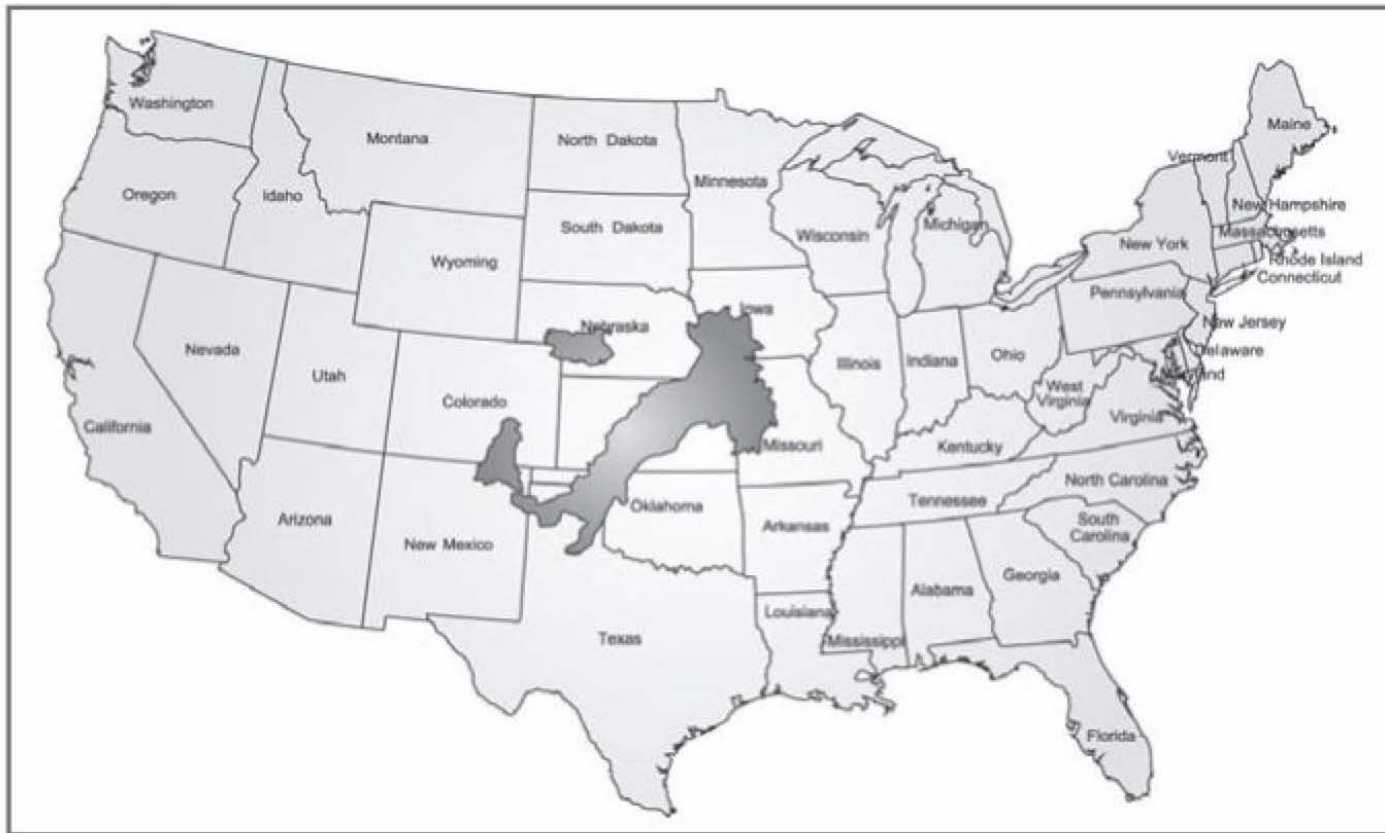 Washington
Montana
North Dakota
Minnesota
Maine
Vermont
Oregon
Idaho
South Dakota
Wisconsin
Michigan
New York
New Hampshire
Massachusetts
Rhode Island
Connecticut
Wyoming
Nebraska
Iowa
Pennsylvania
New Jersey
Delaware
Maryland
Nevada
Utah
Colorado
Illinois
Indiana
Ohio
West
Virginia
Virginia
California
Missouri
Kentucky
North Carolina
Arizona
New Mexico
Oklahoma
Arkansas
Tennessee
South
Carolina
Texas
Louisiana
Mississippi
Alabama
Georgia
Florida